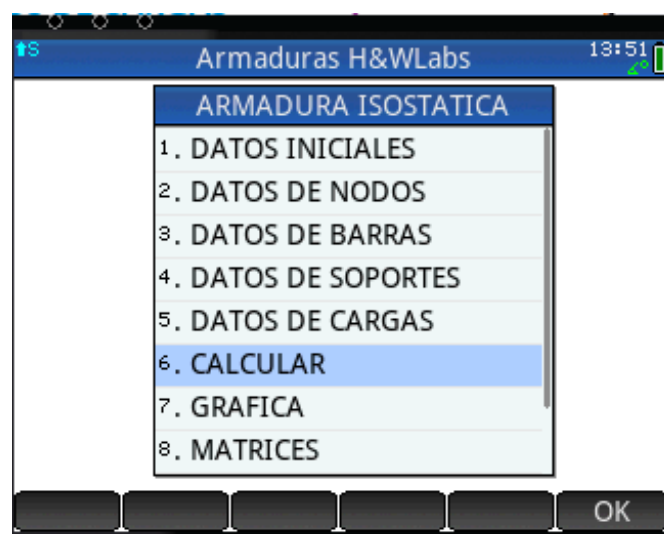 ↑S Armaduras H&WLabs 13:51
ARMADURA ISOSTATICA
1. DATOS INICIALES
2. DATOS DE NODOS
3. DATOS DE BARRAS
4. DATOS DE SOPORTES
5. DATOS DE CARGAS
6. CALCULAR
7. GRAFICA
8. MATRICES
OK